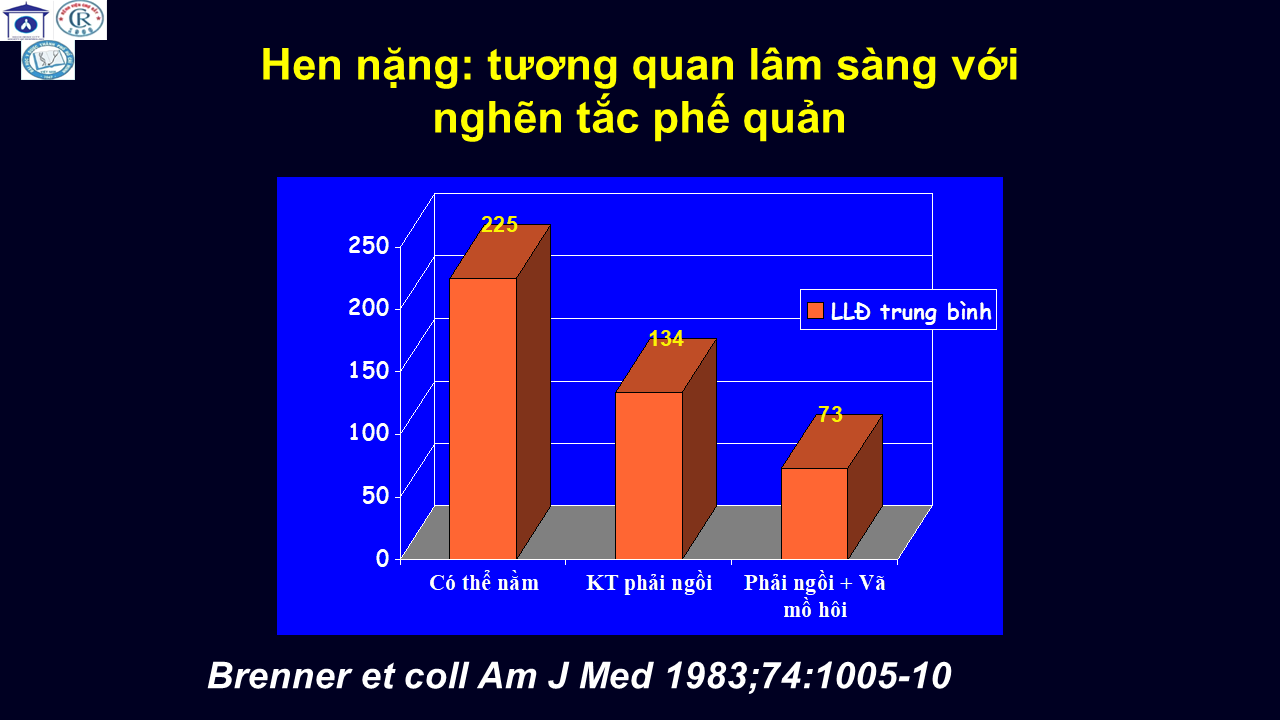 Hen nặng: tương quan lâm sàng với
nghẽn tắc phế quản
225
134
73
250
200
150
100
50
0
LLĐ trung bình
Có thể nằm
KT phải ngồi
Phải ngồi + Vã
mồ hôi
Brenner et coll Am J Med 1983;74:1005-10